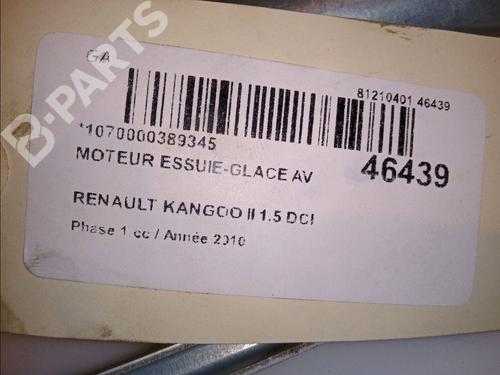 GA
81210401 46439
*1070000389345
MOTEUR ESSUIE-GLACE AV
46439
RENAULT KANGOO II 1.5 DCI
Phase 1 cc / Année 2010
B-PARTS